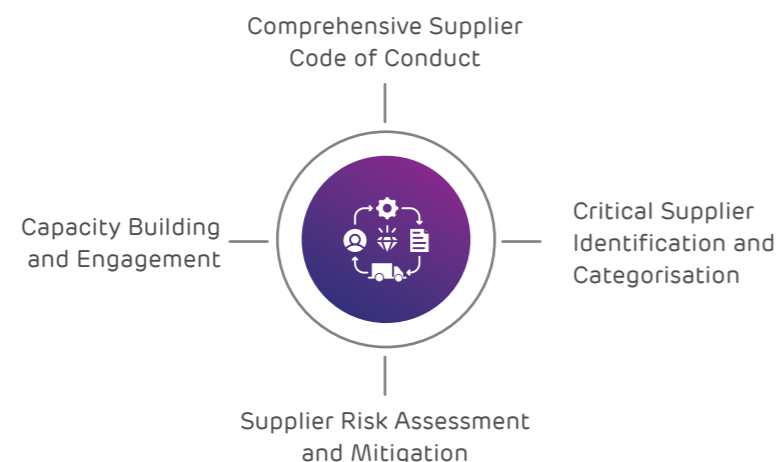 Comprehensive Supplier
Code of Conduct
Capacity Building
and Engagement
Critical Supplier
Identification and
Categorisation
Supplier Risk Assessment
and Mitigation